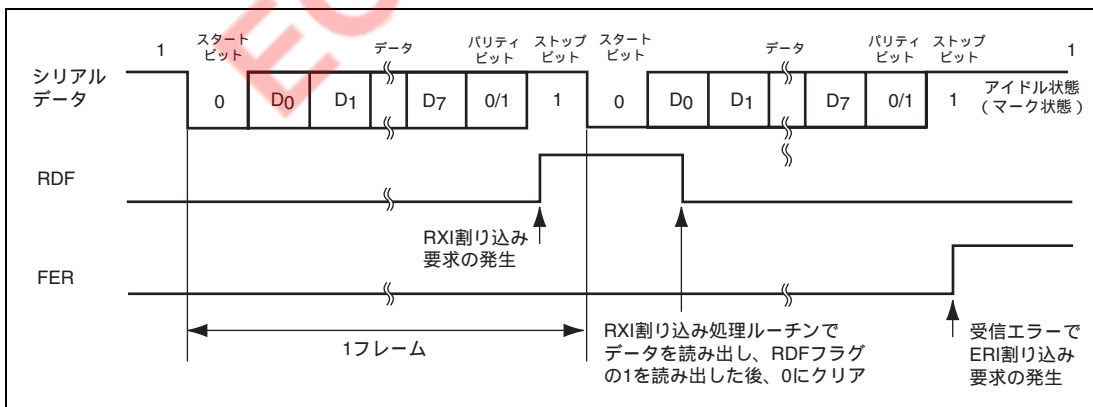 EC
1 スタート データ パリティ ストップ スタート データ パリティ ストップ 1
ビット ビット ビット ビット ビット ビット
シリアル
データ
0 D0 D1 D7 0/1 1 0 D0 D1 D7 0/1 1
アイドル状態
(マーク状態)
RDF
RXI割り込み
要求の発生
FER
1フレーム
RXI割り込み処理ルーチンで
データを読み出し、RDFフラグ
の1を読み出した後、0にクリア
受信エラーで
ERI割り込み
要求の発生